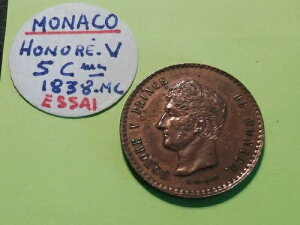 MONACO
HONORÉ.V
5 Cmes
1838.MC
ESSAI
HONORE V PRINCE DE MONACO